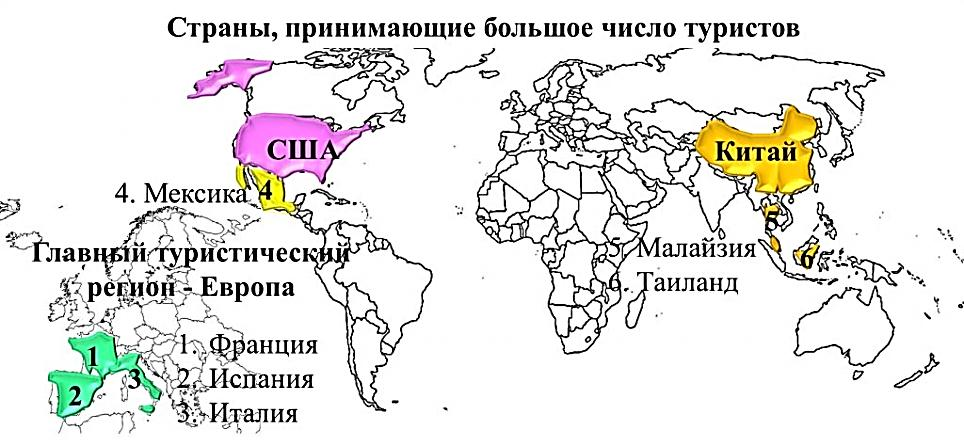 Страны, принимающие большое число туристов
США
Китай
4. Мексика
4
5
Главный туристический
регион - Европа
5. Малайзия
6
6. Таиланд
1. Франция
1
2. Испания
3
2
3. Италия